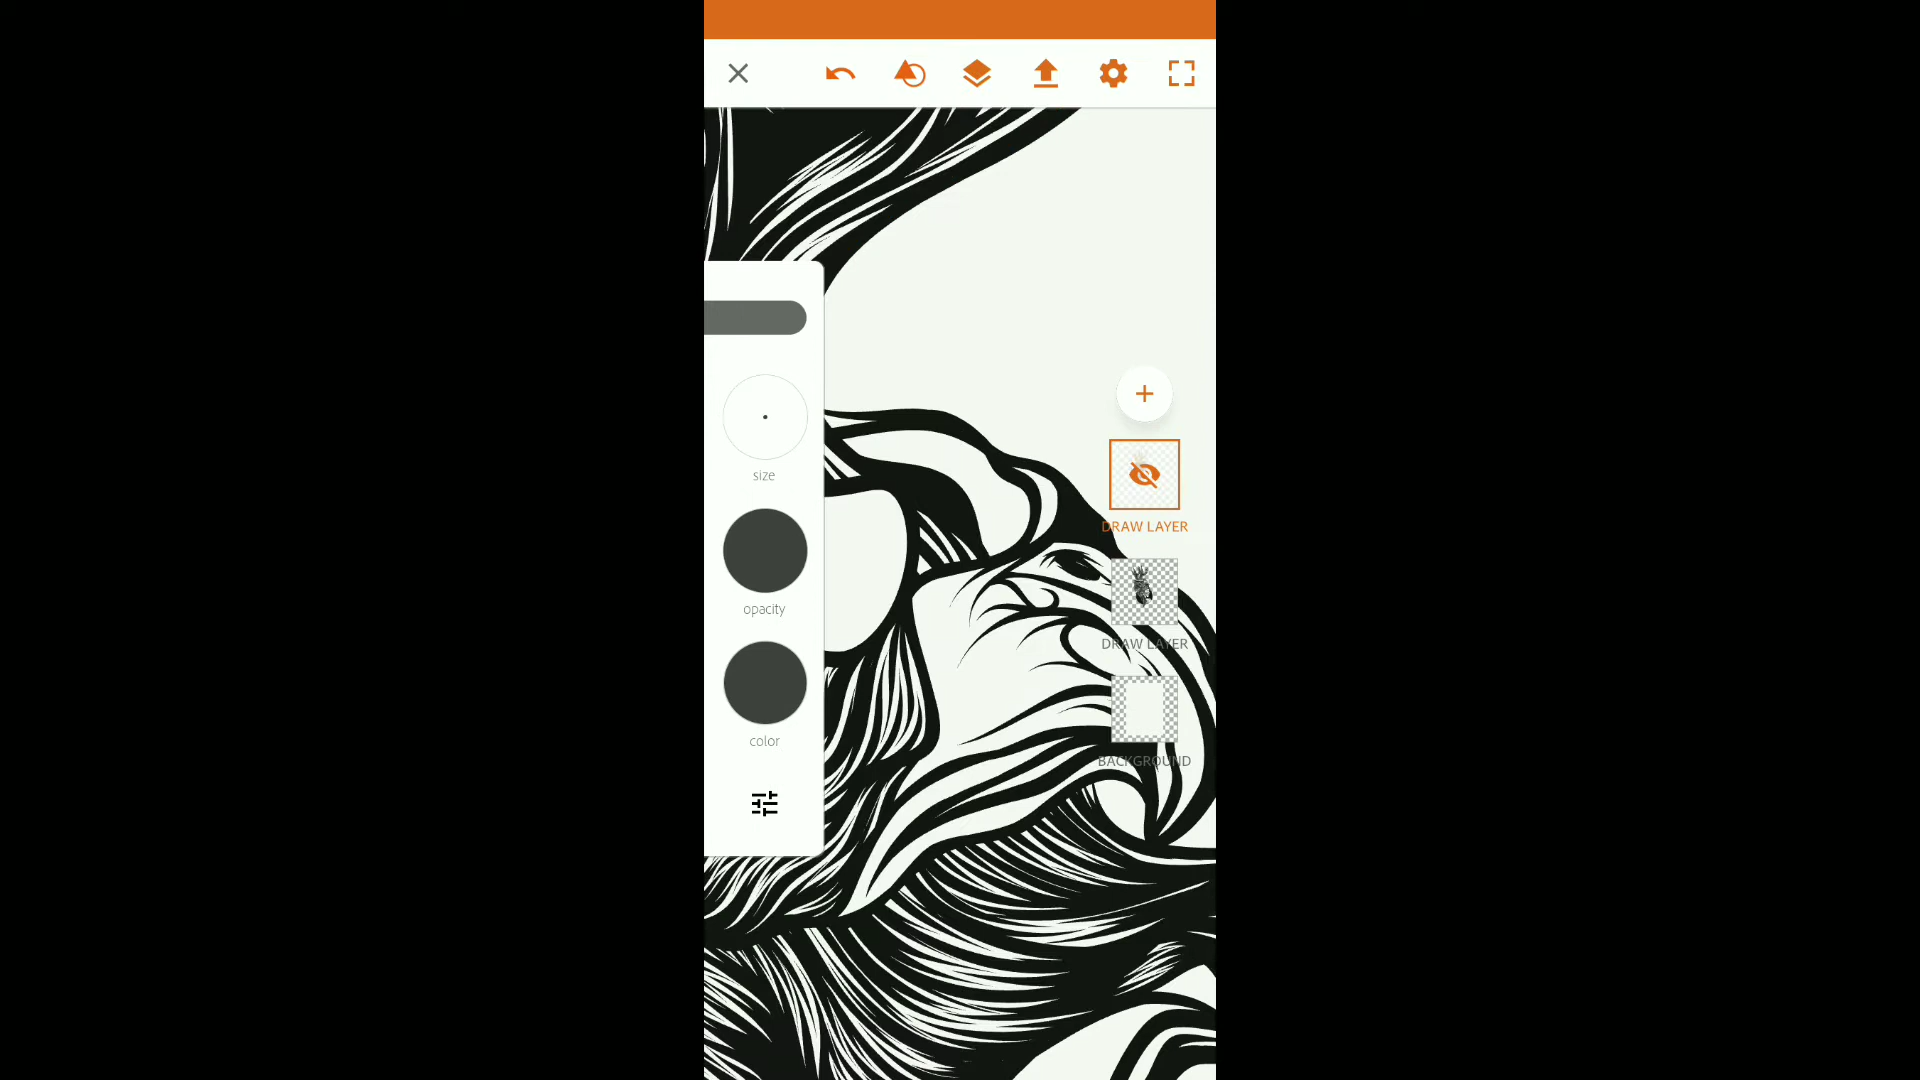 size
DRAW LAYER
opacity
DRAW LAYER
color
BACKGROUND